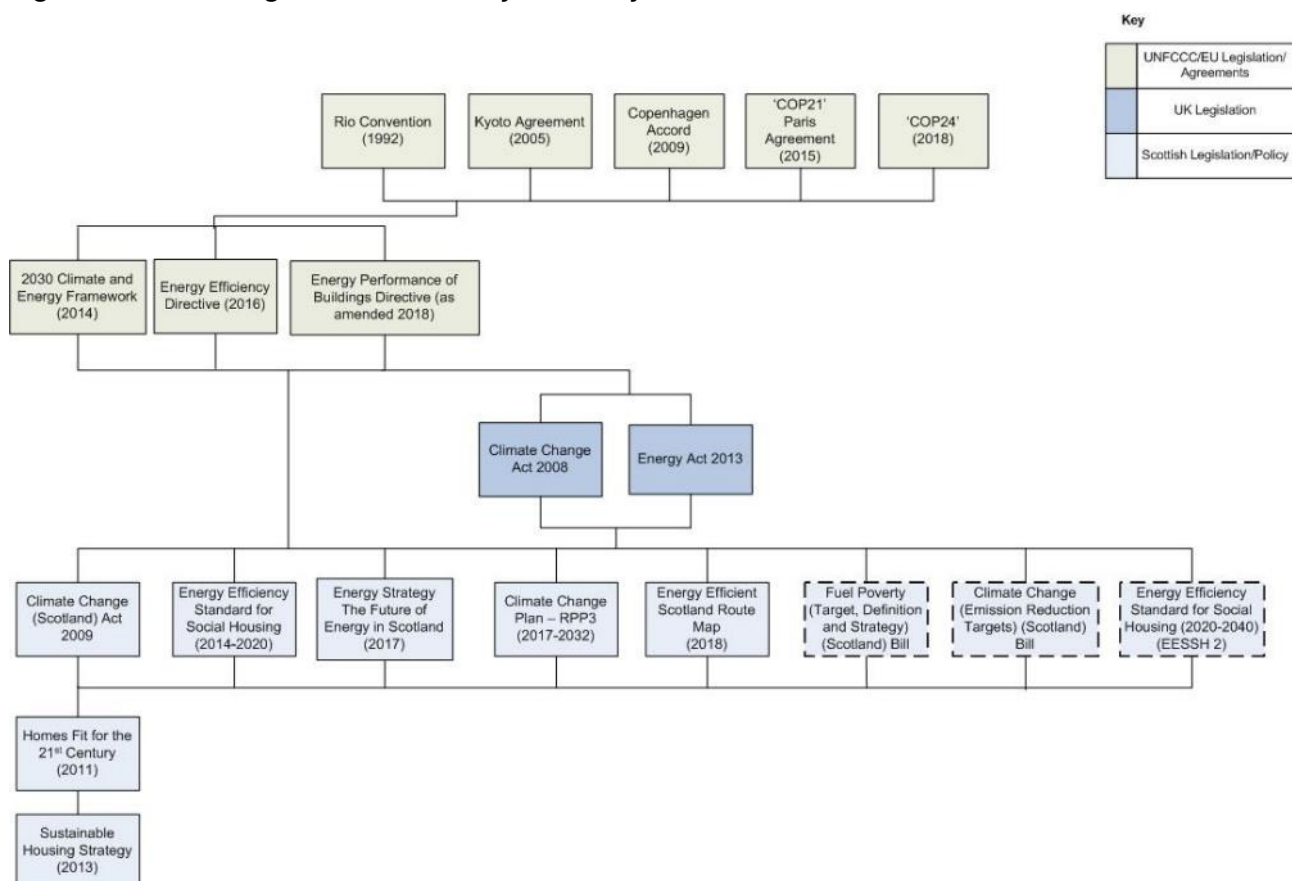 Key
UNFCCC/EU Legislation/
Agreements
UK Legislation
Scottish Legislation/Policy
Rio Convention
(1992)
Kyoto Agreement
(2005)
Copenhagen
Accord
(2009)
‘COP21’
Paris
Agreement
(2015)
‘COP24’
(2018)
2030 Climate and
Energy Framework
(2014)
Energy Efficiency
Directive (2016)
Energy Performance of
Buildings Directive (as
amended 2018)
Climate Change
Act 2008
Energy Act 2013
Climate Change
(Scotland) Act
2009
Energy Efficiency
Standard for
Social Housing
(2014-2020)
Energy Strategy
The Future of
Energy in Scotland
(2017)
Climate Change
Plan – RPP3
(2017-2032)
Energy Efficient
Scotland Route
Map
(2018)
Fuel Poverty
(Target, Definition
and Strategy)
(Scotland) Bill
Climate Change
(Emission Reduction
Targets) (Scotland)
Bill
Energy Efficiency
Standard for Social
Housing (2020-2040)
(EESSH 2)
Homes Fit for the
21st Century
(2011)
Sustainable
Housing Strategy
(2013)